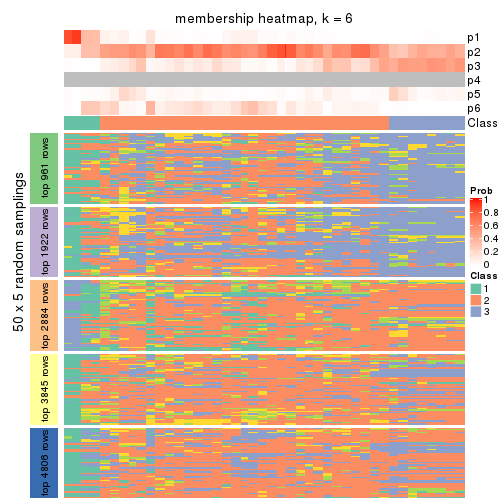 membership heatmap, k = 6
p1
p2
p3
p4
p5
p6
Class
50 x 5 random samplings
top 961 rows
top 1922 rows
top 2884 rows
top 3845 rows
top 4806 rows
Prob
1
0.8
0.6
0.4
0.2
0
Class
1
2
3